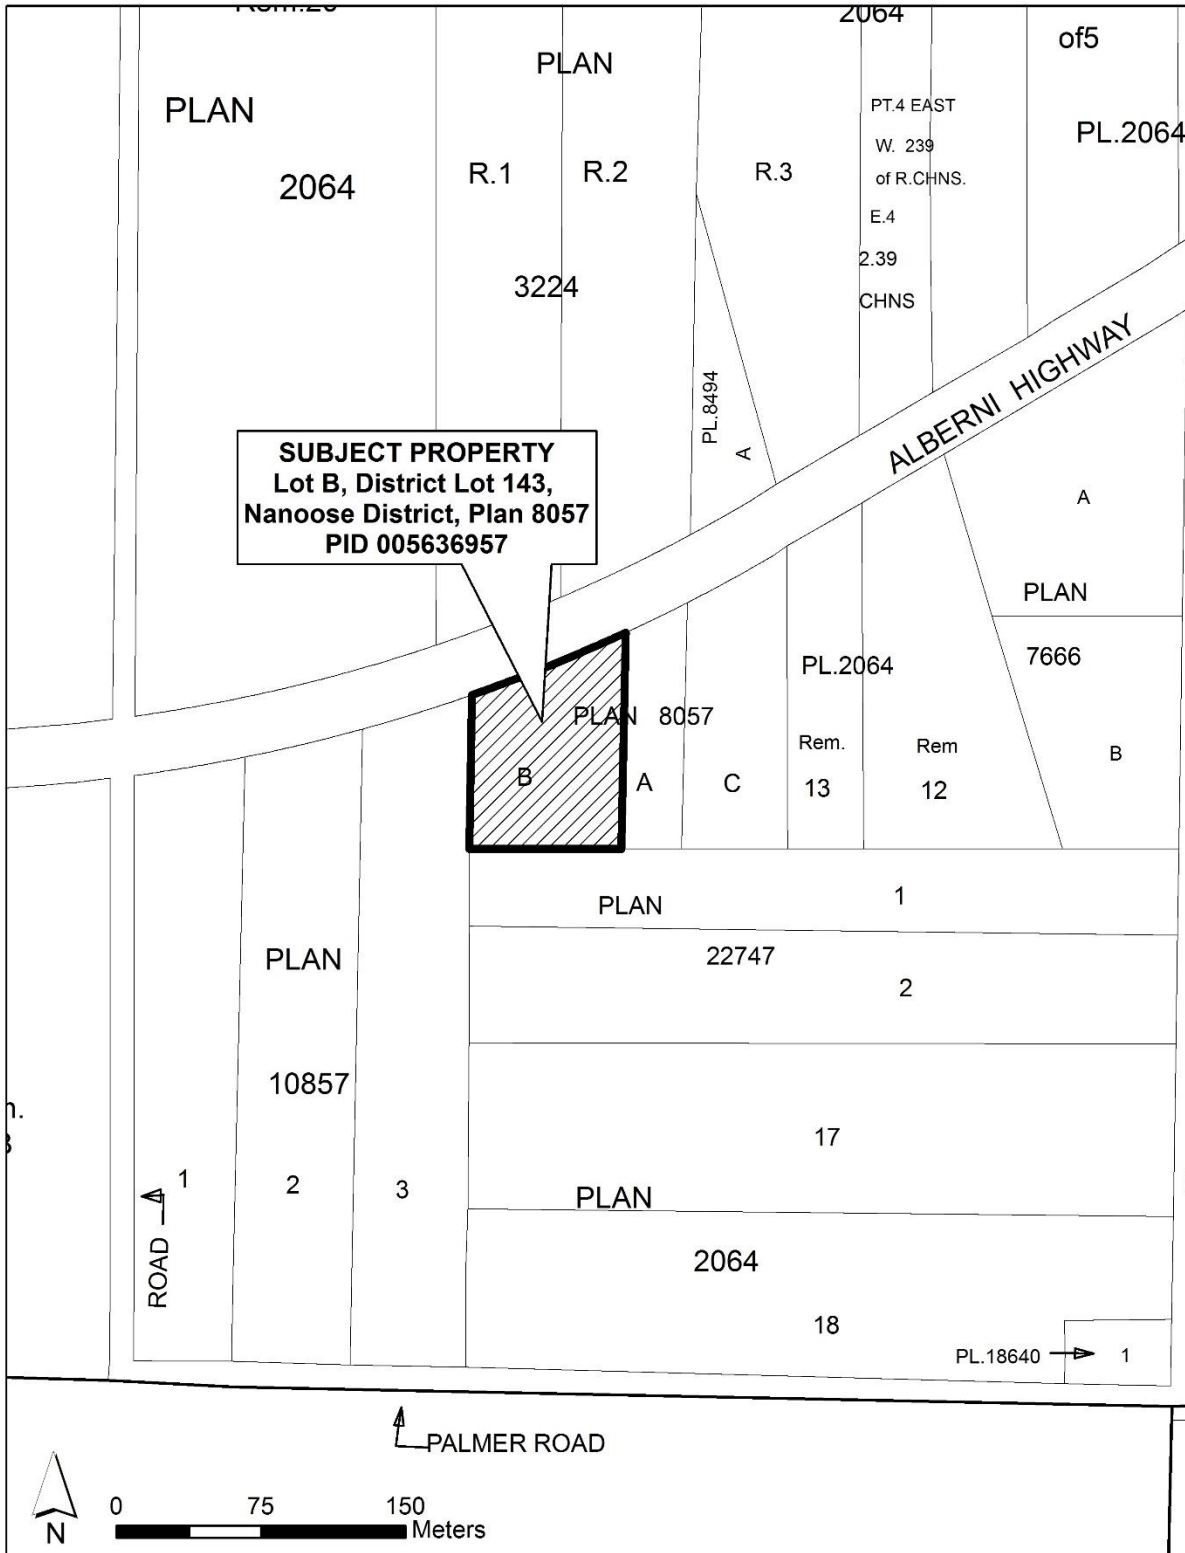 2064
of5
PLAN
PLAN
PT.4 EAST
W. 239
of R.CHNS.
E.4
2.39
CHNS
PL.2064
2064
R.1
R.2
R.3
3224
PL.8494
A
ALBERNI HIGHWAY
SUBJECT PROPERTY
Lot B, District Lot 143,
Nanoose District, Plan 8057
PID 005636957
A
PLAN
7666
B
PL.2064
PLAN 8057
B
A
C
Rem.
13
Rem
12
PLAN
1
22747
2
PLAN
10857
1
2
3
ROAD
17
PLAN
2064
18
PL.18640
1
PALMER ROAD
N
0 75 150
Meters